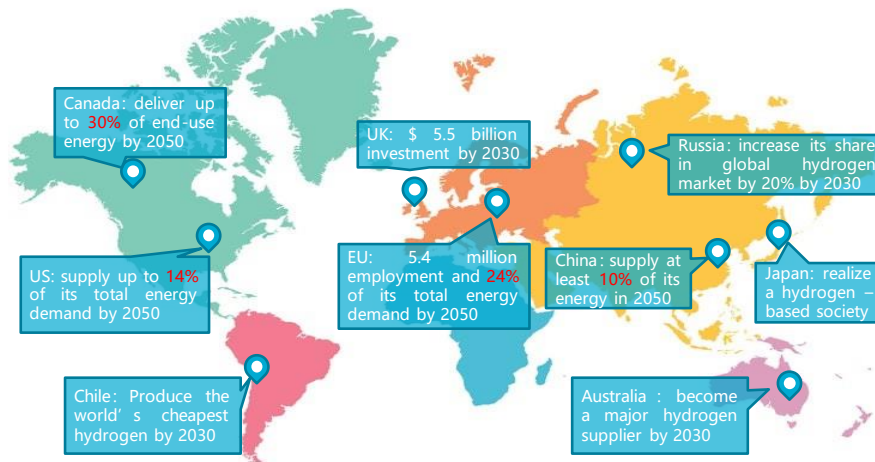 Canada: deliver up
to 30% of end-use
energy by 2050
UK: $ 5.5 billion
investment by 2030
Russia: increase its share
in global hydrogen
market by 20% by 2030
US: supply up to 14%
of its total energy
demand by 2050
EU: 5.4 million
employment and 24%
of its total energy
demand by 2050
China: supply at
least 10% of its
energy in 2050
Japan: realize
a hydrogen –
based society
Chile: Produce the
world's cheapest
hydrogen by 2030
Australia : become
a major hydrogen
supplier by 2030